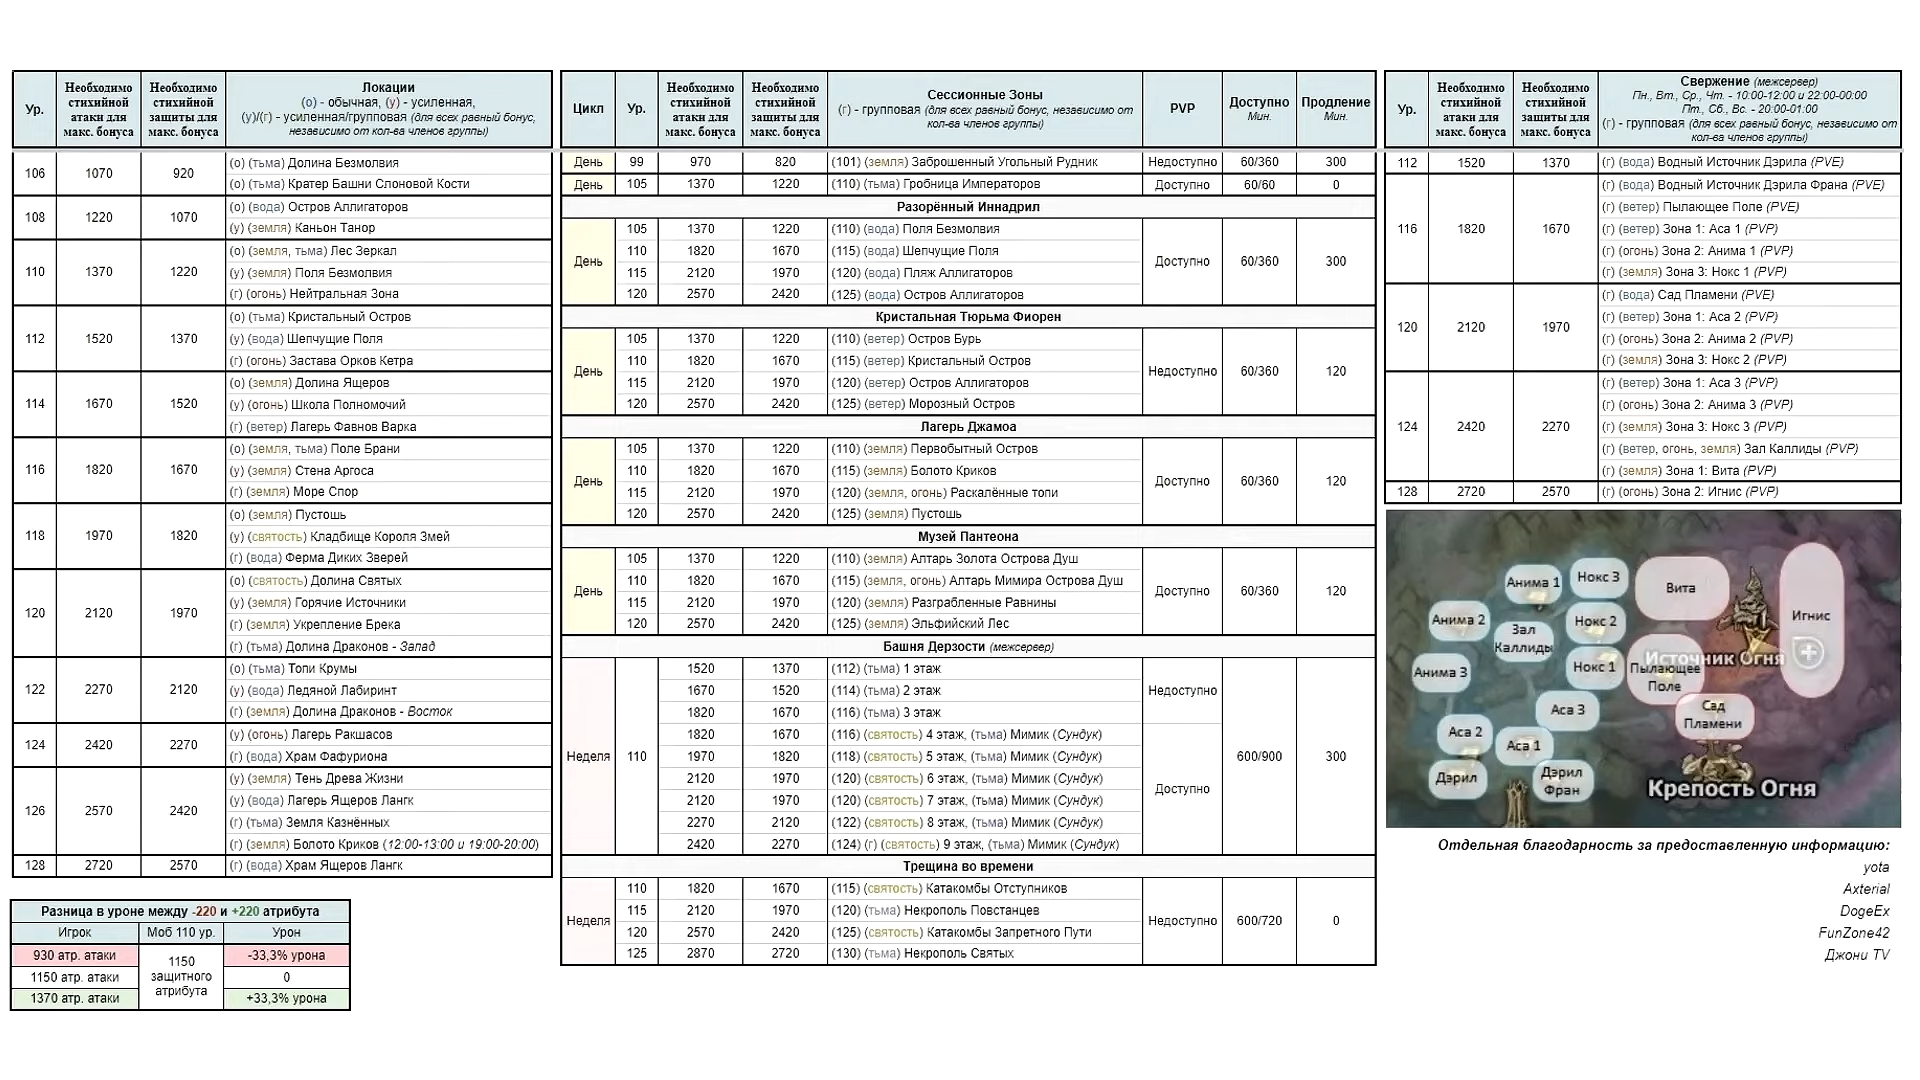 Ур.
Необходимо
стихийной
атаки для
макс. бонуса
Необходимо
стихийной
защиты для
макс. бонуса
Локации
(о) - обычная, (у) - усиленная,
(у)/(г) - усиленная/групповая (для всех равный бонус,
независимо от кол-ва членов группы)
106 1070 920 (о) (тьма) Долина Безмолвия
(о) (тьма) Кратер Башни Слоновой Кости
108 1220 1070 (о) (вода) Остров Аллигаторов
(у) (земля) Каньон Танор
110 1370 1220 (о) (земля, тьма) Лес Зеркал
(у) (земля) Поля Безмолвия
(г) (огонь) Нейтральная Зона
112 1520 1370 (о) (тьма) Кристальный Остров
(у) (вода) Шепчущие Поля
(г) (огонь) Застава Орков Кетра
114 1670 1520 (о) (земля) Долина Ящеров
(у) (огонь) Школа Полномочий
(г) (ветер) Лагерь Фавнов Варка
116 1820 1670 (о) (земля, тьма) Поле Брани
(у) (земля) Стена Аргоса
(г) (земля) Море Спор
118 1970 1820 (о) (земля) Пустошь
(у) (святость) Кладбище Короля Змей
(г) (вода) Ферма Диких Зверей
120 2120 1970 (о) (святость) Долина Святых
(у) (земля) Горячие Источники
(г) (земля) Укрепление Брека
(г) (тьма) Долина Драконов - Запад
122 2270 2120 (о) (тьма) Топи Крумы
(у) (вода) Ледяной Лабиринт
(г) (земля) Долина Драконов - Восток
124 2420 2270 (у) (огонь) Лагерь Ракшасов
(г) (вода) Храм Фафуриона
126 2570 2420 (у) (земля) Тень Древа Жизни
(у) (вода) Лагерь Ящеров Лангк
(г) (тьма) Земля Казнённых
(г) (земля) Болото Криков (12:00-13:00 и 19:00-20:00)
128 2720 2570 (г) (вода) Храм Ящеров Лангк
Разница в уроне между -220 и +220 атрибута
Игрок Моб 110 ур. Урон
930 атр. атаки -33,3% урона
1150 атр. атаки 0
1370 атр. атаки +33,3% урона
1150
защитного
атрибута
Цикл
Ур.
Необходимо
стихийной
атаки для
макс. бонуса
Необходимо
стихийной
защиты для
макс. бонуса
Сессионные Зоны
(г) - групповая (для всех равный бонус, независимо от
кол-ва членов группы)
PVP
Доступно
Мин.
Продление
Мин.
День 99 970 820 (101) (земля) Заброшенный Угольный Рудник Недоступно 60/360 300
День 105 1370 1220 (110) (тьма) Гробница Императоров Доступно 60/60 0
Разорённый Иннадрил
День Доступно 60/360 300
105 1370 1220 (110) (вода) Поля Безмолвия
110 1820 1670 (115) (вода) Шепчущие Поля
115 2120 1970 (120) (вода) Пляж Аллигаторов
120 2570 2420 (125) (вода) Остров Аллигаторов
Кристальная Тюрьма Фиорен
День Недоступно 60/360 120
105 1370 1220 (110) (ветер) Остров Бурь
110 1820 1670 (115) (ветер) Кристальный Остров
115 2120 1970 (120) (ветер) Остров Аллигаторов
120 2570 2420 (125) (ветер) Морозный Остров
Лагерь Джамоа
День Доступно 60/360 120
105 1370 1220 (110) (земля) Первобытный Остров
110 1820 1670 (115) (земля) Болото Криков
115 2120 1970 (120) (земля, огонь) Раскалённые топи
120 2570 2420 (125) (земля) Пустошь
Музей Пантеона
День Доступно 60/360 120
105 1370 1220 (110) (земля) Алтарь Золота Острова Душ
110 1820 1670 (115) (земля, огонь) Алтарь Мимира Острова Душ
115 2120 1970 (120) (земля) Разграбленные Равнины
120 2570 2420 (125) (земля) Эльфийский Лес
Башня Дерзости (межсервер)
Неделя 110 600/900 300
1520 1370 (112) (тьма) 1 этаж
1670 1520 (114) (тьма) 2 этаж Недоступно
1820 1670 (116) (тьма) 3 этаж
1820 1670 (116) (святость) 4 этаж, (тьма) Мимик (Сундук)
1970 1820 (118) (святость) 5 этаж, (тьма) Мимик (Сундук)
2120 1970 (120) (святость) 6 этаж, (тьма) Мимик (Сундук)
Доступно
2120 1970 (120) (святость) 7 этаж, (тьма) Мимик (Сундук)
2270 2120 (122) (святость) 8 этаж, (тьма) Мимик (Сундук)
2420 2270 (124) (г) (святость) 9 этаж, (тьма) Мимик (Сундук)
Трещина во времени
Неделя Недоступно 600/720 0
110 1820 1670 (115) (святость) Катакомбы Отступников
115 2120 1970 (120) (тьма) Некрополь Повстанцев
120 2570 2420 (125) (святость) Катакомбы Запретного Пути
125 2870 2720 (130) (тьма) Некрополь Святых
Ур.
Необходимо
стихийной
атаки для
макс. бонуса
Необходимо
стихийной
защиты для
макс. бонуса
Свержение (межсервер)
Пн., Вт., Ср., Чт. - 10:00-12:00 и 22:00-00:00
Пт., Сб., Вс. - 20:00-01:00
(г) - групповая (для всех равный бонус, независимо от
кол-ва членов группы)
112 1520 1370 (г) (вода) Водный Источник Дэрила (PVE)
116 1820 1670 (г) (вода) Водный Источник Дэрила Франа (PVE)
(г) (ветер) Пылающее Поле (PVE)
(г) (ветер) Зона 1: Аса 1 (PVP)
(г) (огонь) Зона 2: Анима 1 (PVP)
(г) (земля) Зона 3: Нокс 1 (PVP)
120 2120 1970 (г) (вода) Сад Пламени (PVE)
(г) (ветер) Зона 1: Аса 2 (PVP)
(г) (огонь) Зона 2: Анима 2 (PVP)
(г) (земля) Зона 3: Нокс 2 (PVP)
124 2420 2270 (г) (ветер) Зона 1: Аса 3 (PVP)
(г) (огонь) Зона 2: Анима 3 (PVP)
(г) (земля) Зона 3: Нокс 3 (PVP)
(г) (ветер, огонь, земля) Зал Каллиды (PVP)
(г) (земля) Зона 1: Вита (PVP)
128 2720 2570 (г) (огонь) Зона 2: Игнис (PVP)
Анима 1
Нокс 3
Вита
Игнис
Анима 2
Зал
Каллиды
Нокс 2
Источник Огня
Анима 3
Нокс 1
Пылающее
Поле
Аса 3
Сад
Пламени
Аса 2
Аса 1
Дэрил
Дэрил
Фран
Крепость Огня
Отдельная благодарность за предоставленную информацию:
yota
Axterial
DogeEx
FunZone42
Джони TV